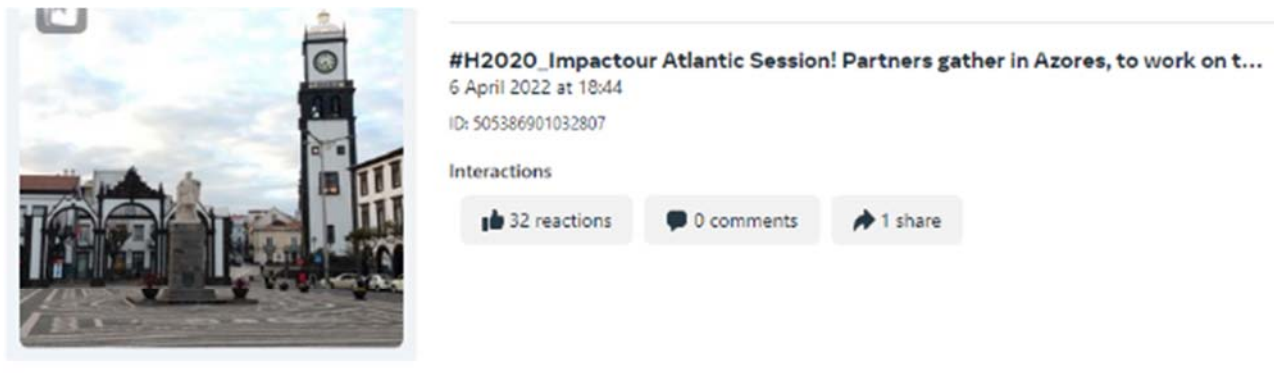 #H2020_Impactour Atlantic Session! Partners gather in Azores, to work on t...
6 April 2022 at 18:44
ID: 505386901032807
Interactions
32 reactions
0 comments
1 share